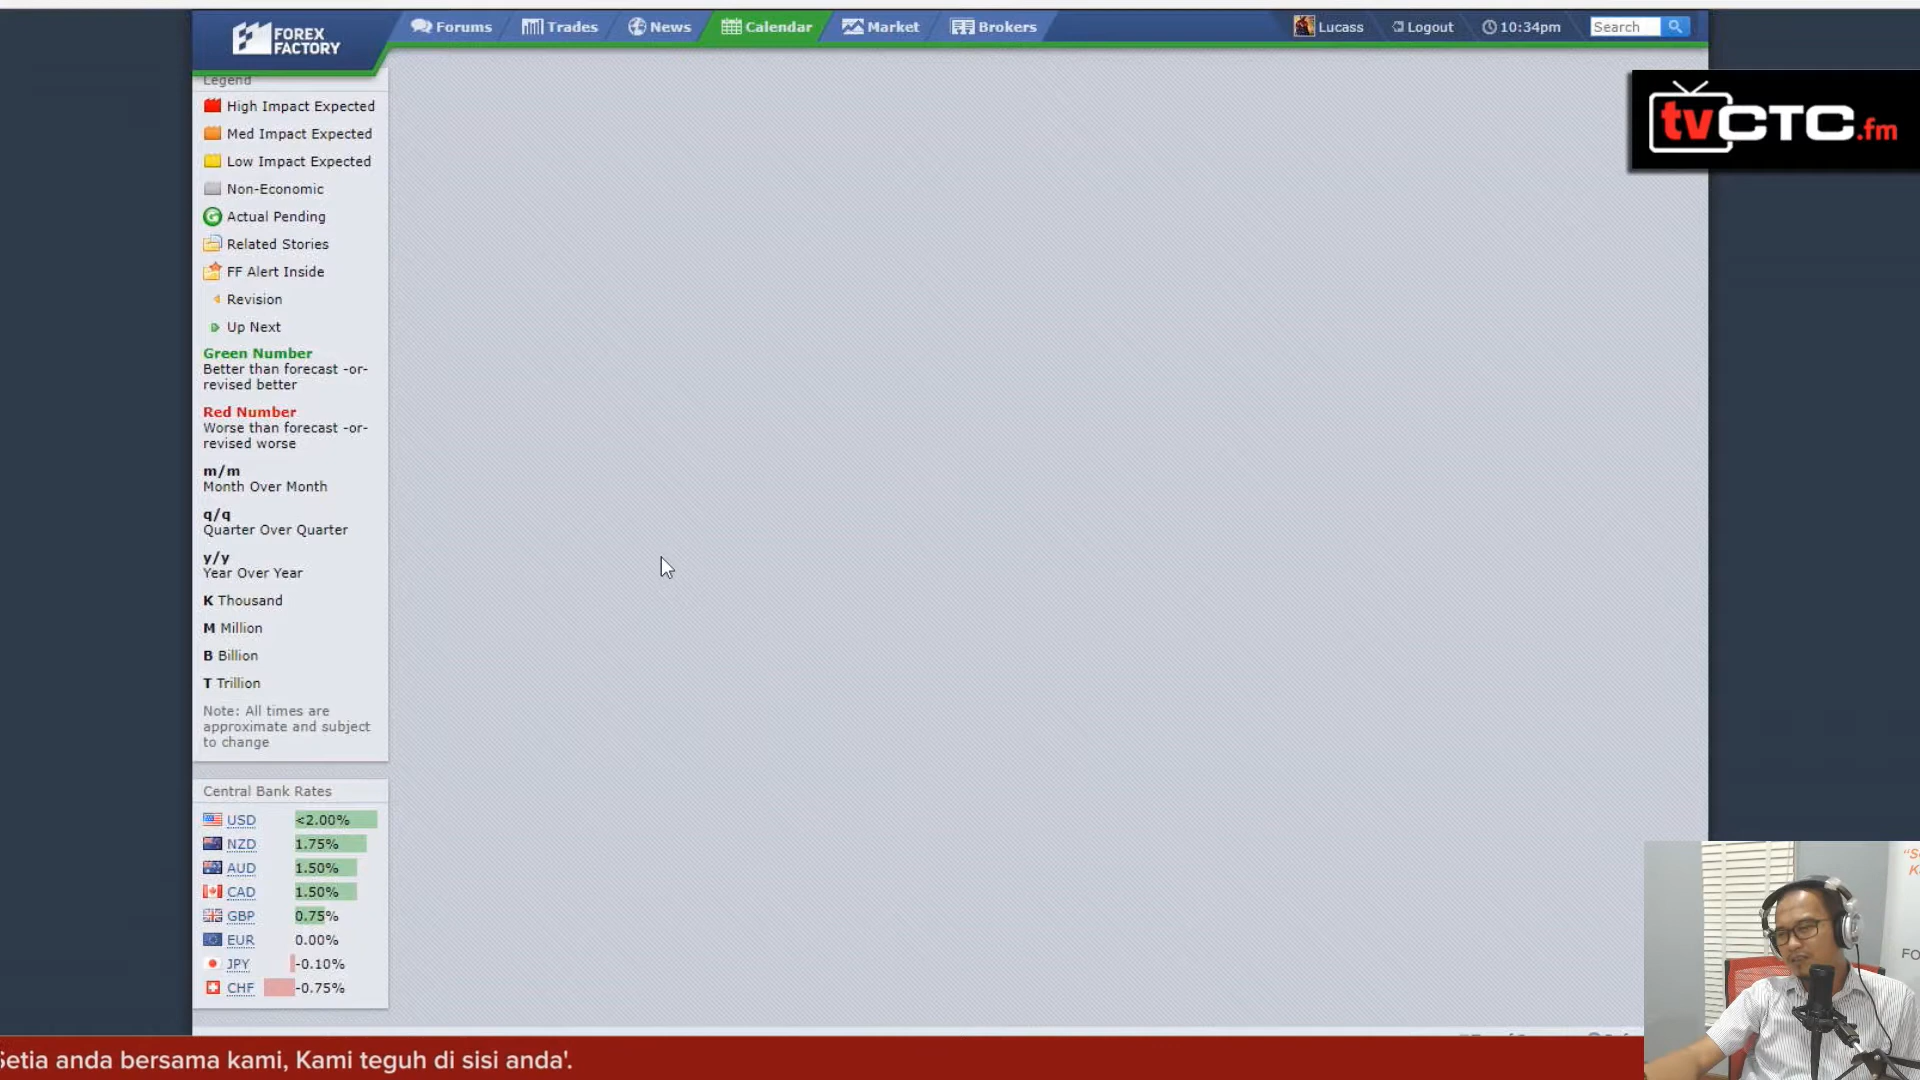 FOREX
FACTORY
Forums
Trades
News
Calendar
Market
Brokers
Lucass
Logout
10:34pm
Search
tvCTC.fm
Legend
High Impact Expected
Med Impact Expected
Low Impact Expected
Non-Economic
Actual Pending
Related Stories
FF Alert Inside
Revision
Up Next
Green Number
Better than forecast -or-
revised better
Red Number
Worse than forecast -or-
revised worse
m/m
Month Over Month
q/q
Quarter Over Quarter
y/y
Year Over Year
K Thousand
M Million
B Billion
T Trillion
Note: All times are
approximate and subject
to change
Central Bank Rates
USD <2.00%
NZD 1.75%
AUD 1.50%
CAD 1.50%
GBP 0.75%
EUR 0.00%
JPY -0.10%
CHF -0.75%
Setia anda bersama kami, Kami teguh di sisi anda'.